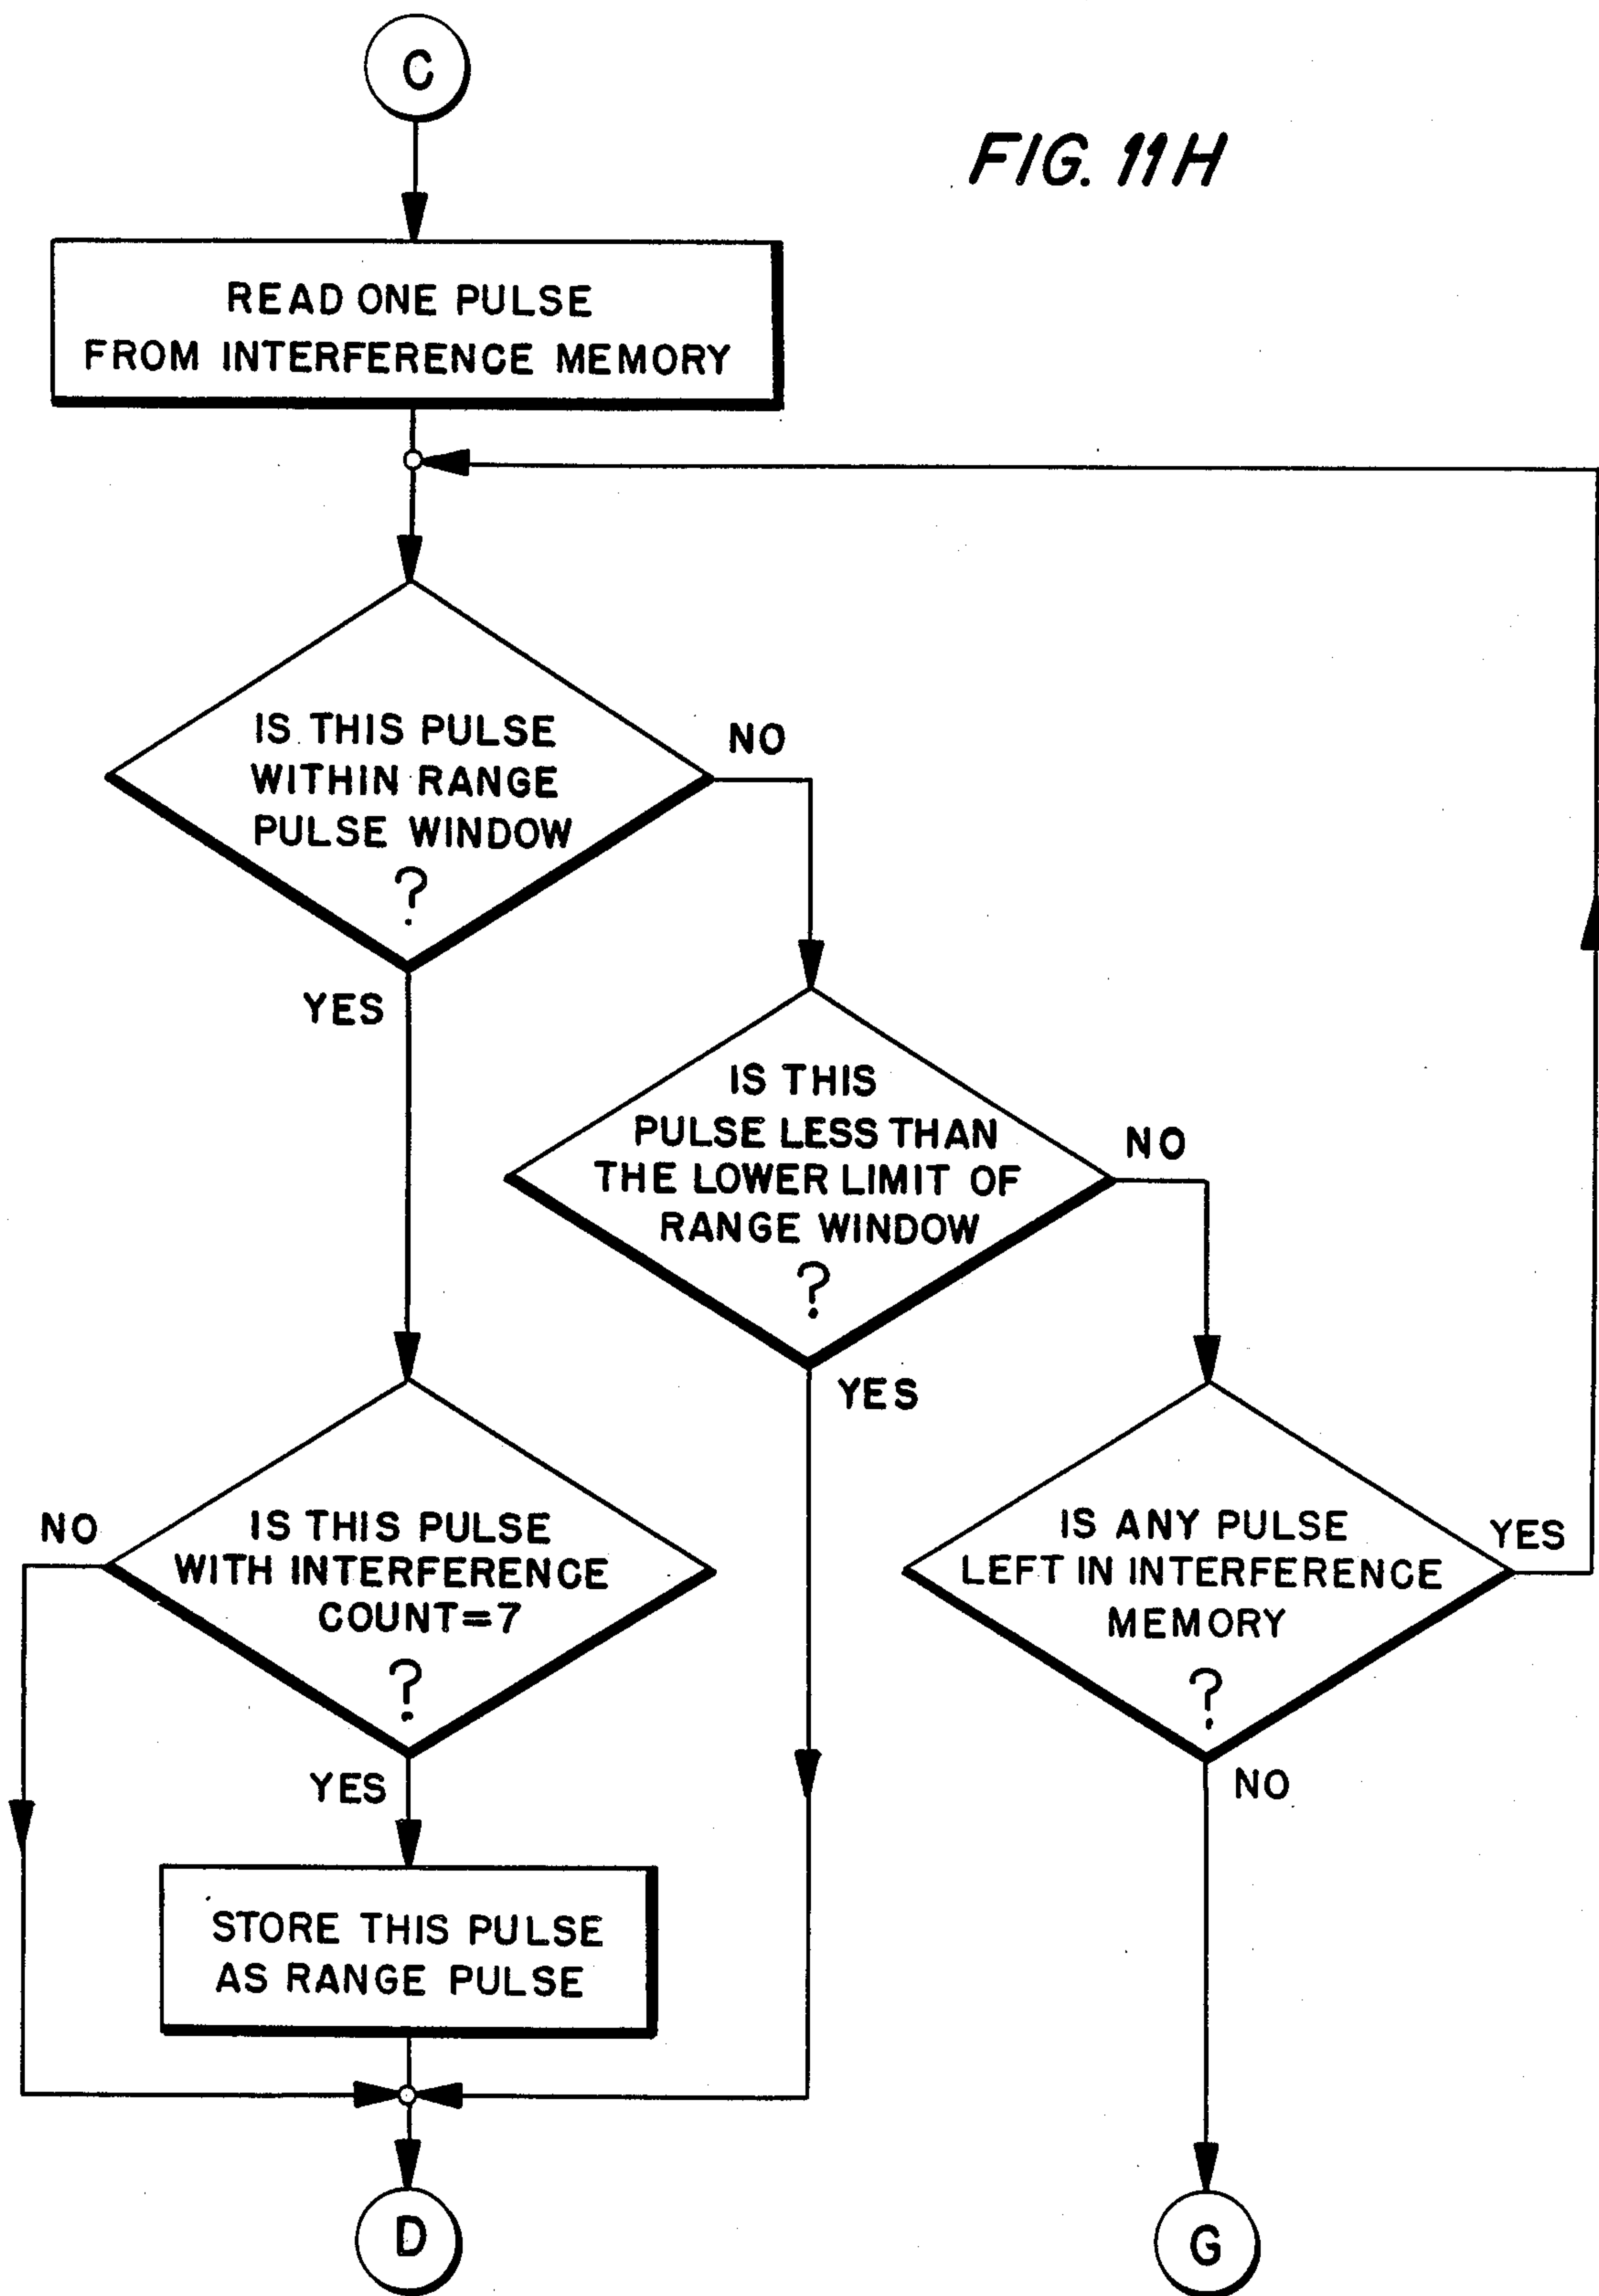 C
FIG. 11H
READ ONE PULSE
FROM INTERFERENCE MEMORY
IS THIS PULSE
WITHIN RANGE
PULSE WINDOW
?
NO
YES
IS THIS
PULSE LESS THAN
THE LOWER LIMIT OF
RANGE WINDOW
?
NO
YES
IS THIS PULSE
WITH INTERFERENCE
COUNT=7
?
NO
YES
IS ANY PULSE
LEFT IN INTERFERENCE
MEMORY
?
YES
NO
STORE THIS PULSE
AS RANGE PULSE
D
G